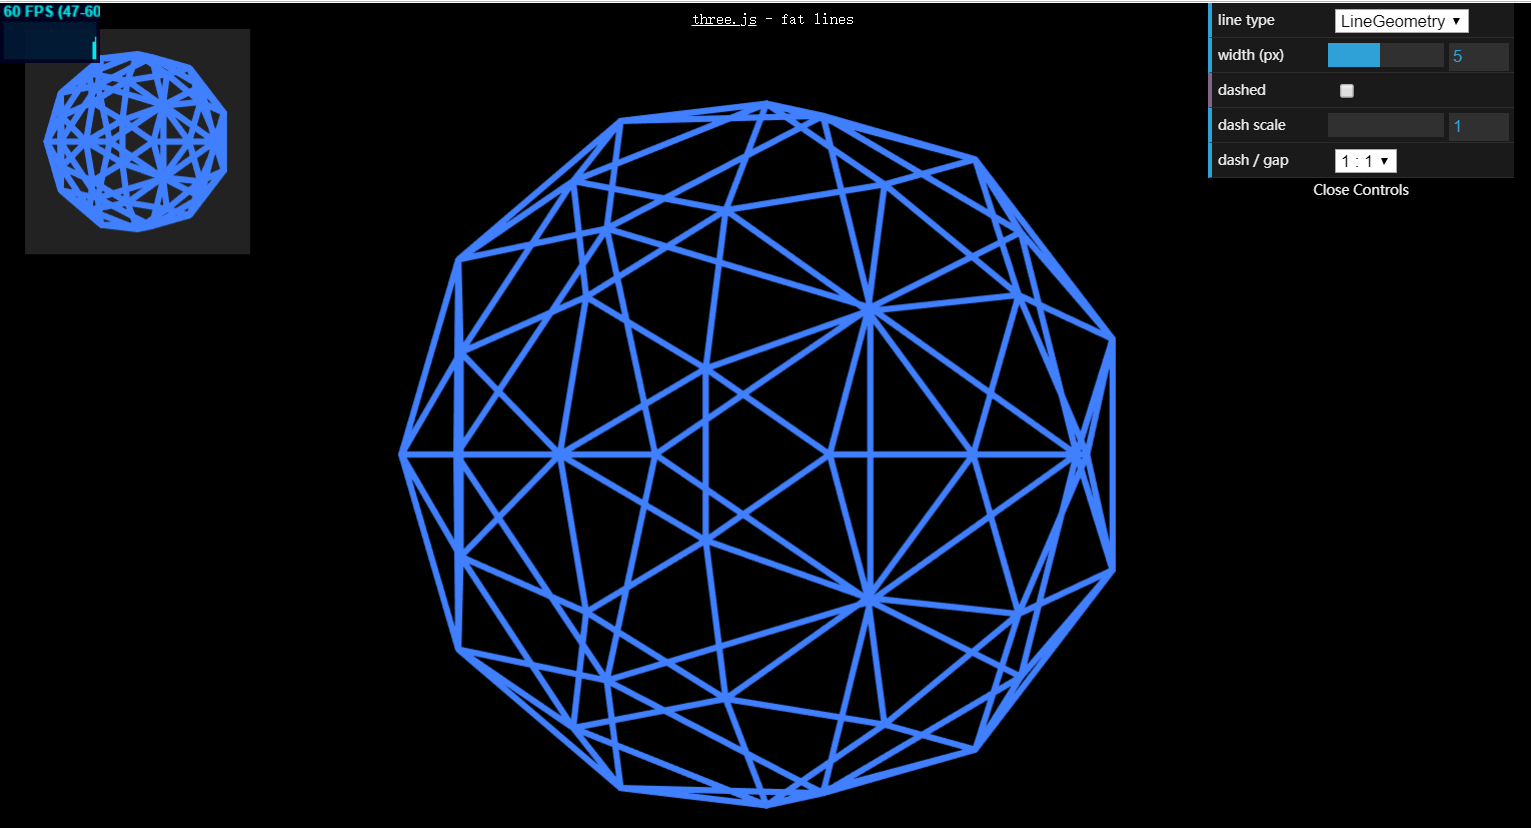 60 FPS (47-60
three.js - fat lines
line type LineGeometry
width (px) 5
dashed
dash scale 1
dash / gap 1 : 1
Close Controls